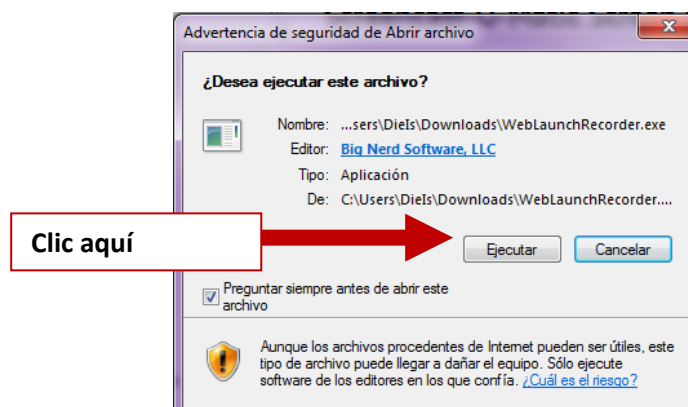 Advertencia de seguridad de Abrir archivo
¿Desea ejecutar este archivo?
Nombre: ...sers\DieIs\Downloads\WebLaunchRecorder.exe
Editor: Big Nerd Software, LLC
Tipo: Aplicación
De: C:\Users\DieIs\Downloads\WebLaunchRecorder....
Clic aquí
Ejecutar Cancelar
Preguntar siempre antes de abrir este
archivo
Aunque los archivos procedentes de Internet pueden ser útiles, este
tipo de archivo puede llegar a dañar el equipo. Sólo ejecute
software de los editores en los que confía. ¿Cuál es el riesgo?